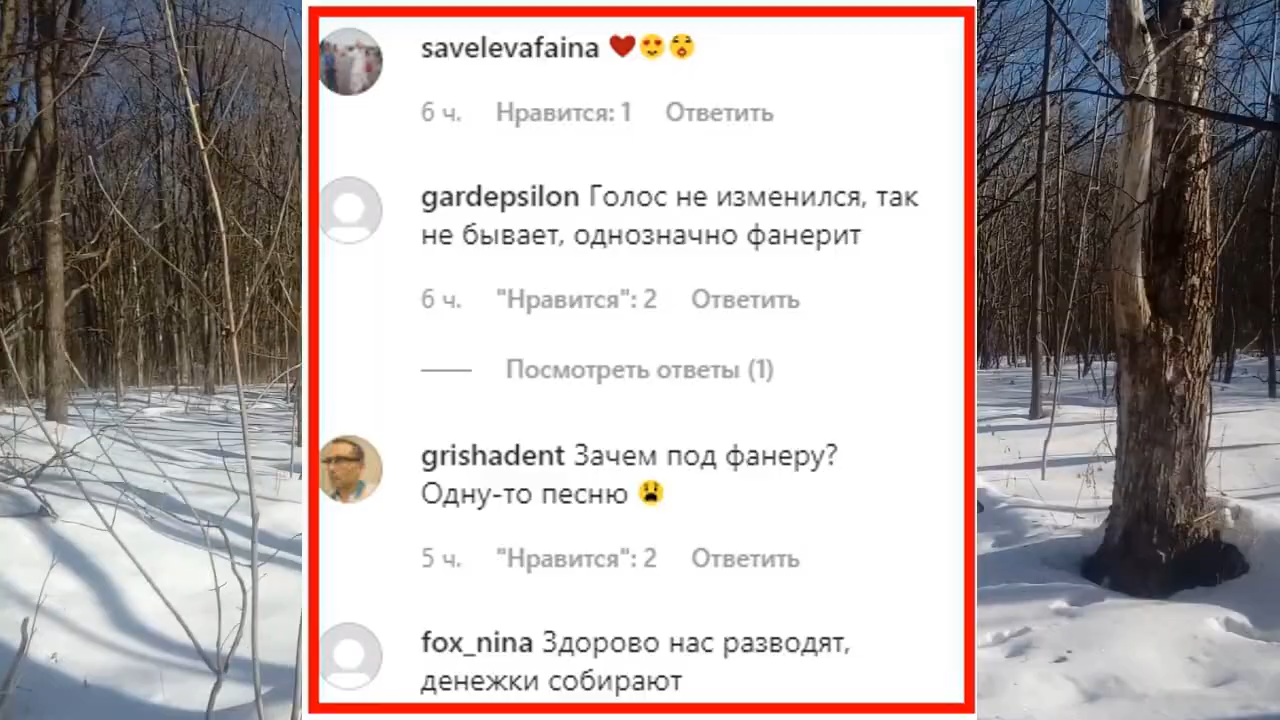 savelevafaina ❤️😍😲
6 ч. Нравится: 1 Ответить
gardepsilon Голос не изменился, так
не бывает, однозначно фанерит
6 ч. "Нравится": 2 Ответить
Посмотреть ответы (1)
grishadent Зачем под фанеру?
Одну-то песню 😫
5 ч. "Нравится": 2 Ответить
fox_nina Здорово нас разводят,
денежки собирают